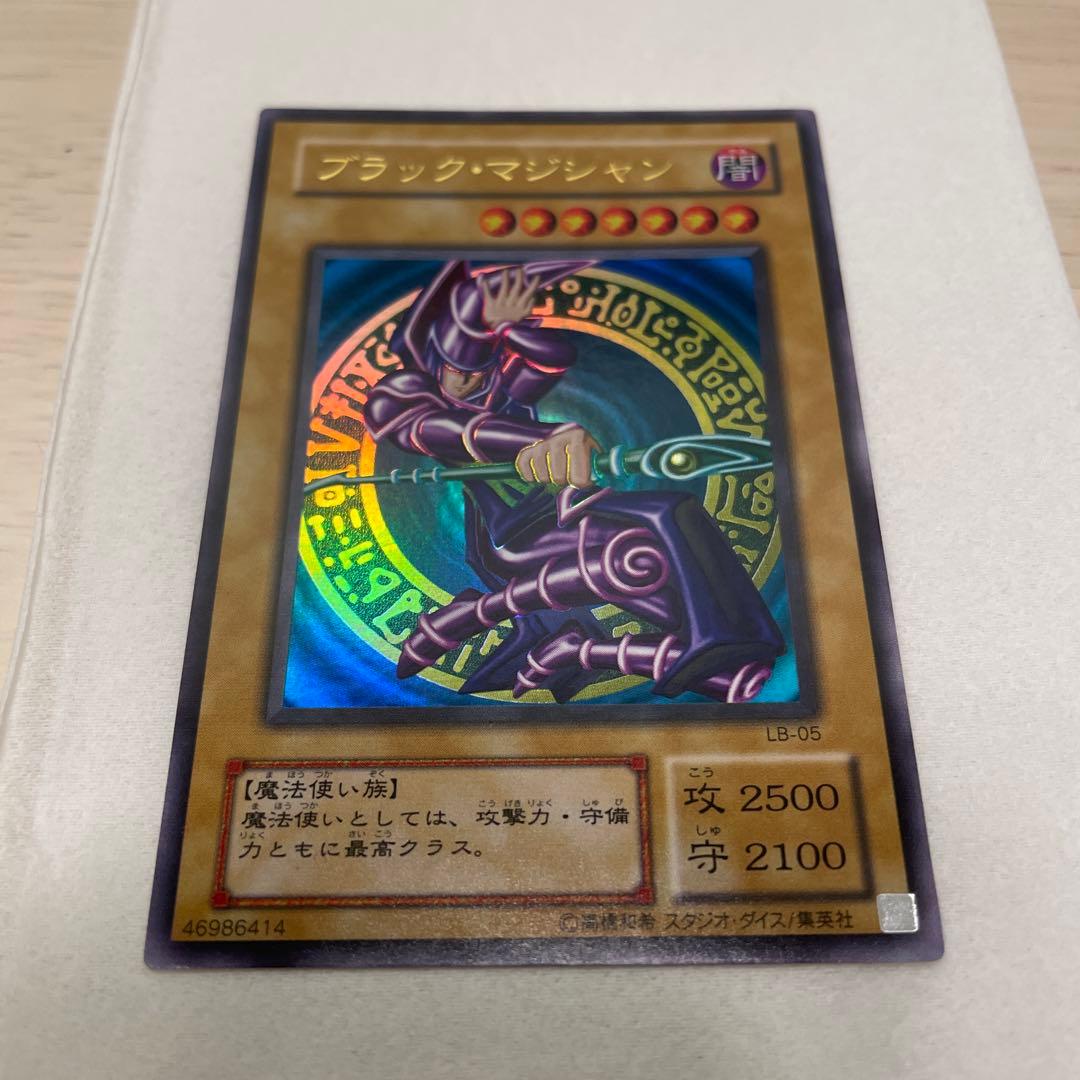 ブラック・マジシャン
闇
LB-05
【魔法使い族】
魔法使いとしては、攻撃力・守備
力ともに最高クラス。
攻 2500
守 2100
46986414
©高橋和希 スタジオ・ダイス/集英社